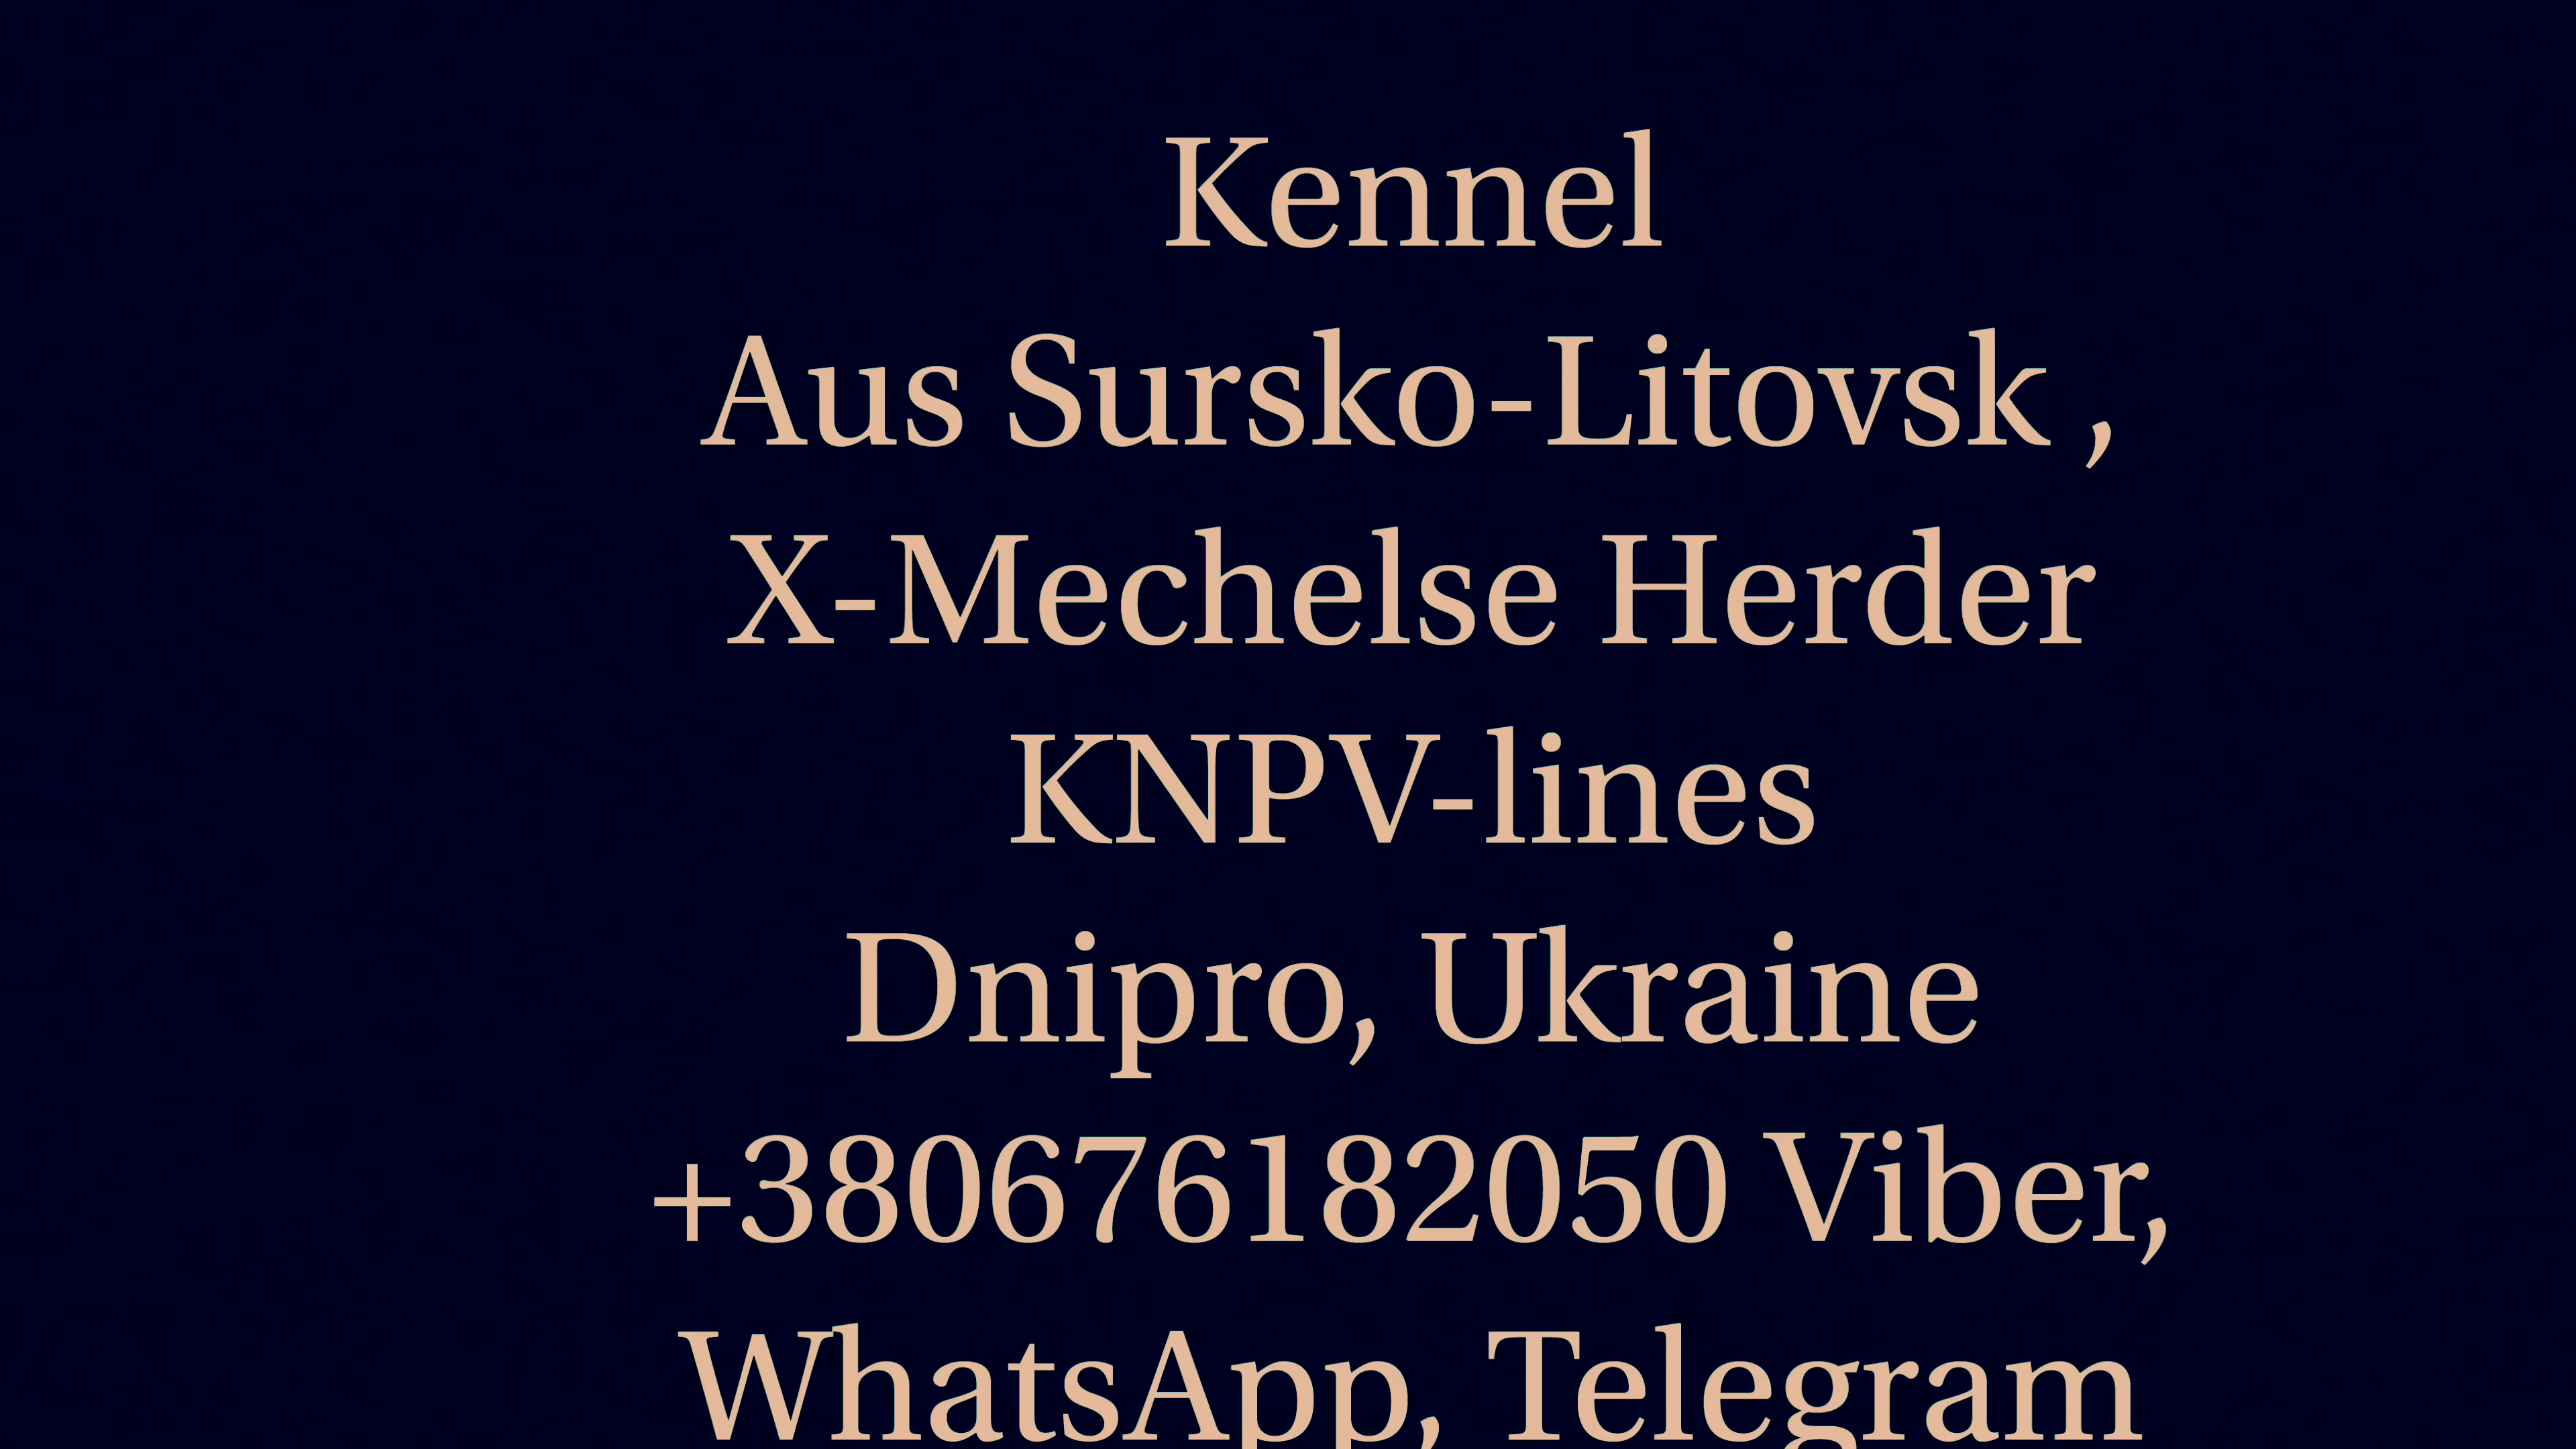 Kennel
Aus Sursko-Litovsk ,
X-Mechelse Herder
KNPV-lines
Dnipro, Ukraine
+380676182050 Viber,
WhatsApp, Telegram